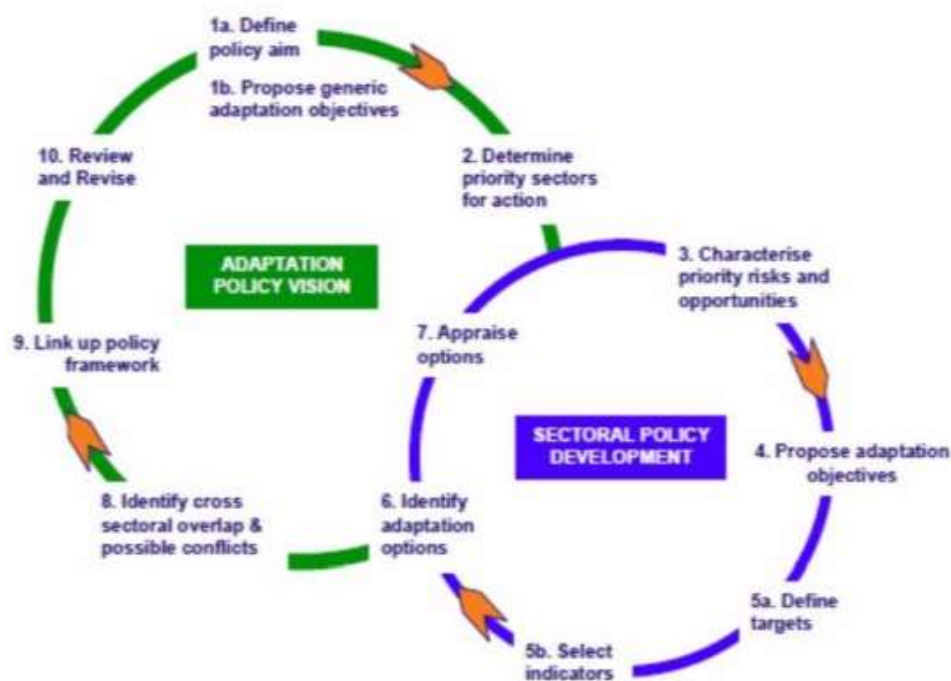 1a. Define
policy aim
1b. Propose generic
adaptation objectives
2. Determine
priority sectors
for action
3. Characterise
priority risks and
opportunities
4. Propose adaptation
objectives
5a. Define
targets
5b. Select
indicators
6. Identify
adaptation
options
7. Appraise
options
8. Identify cross
sectoral overlap &
possible conflicts
9. Link up policy
framework
10. Review
and Revise
ADAPTATION
POLICY VISION
SECTORAL POLICY
DEVELOPMENT